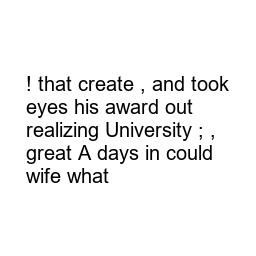 ! that create , and took
eyes his award out
realizing University ; ,
great A days in could
wife what